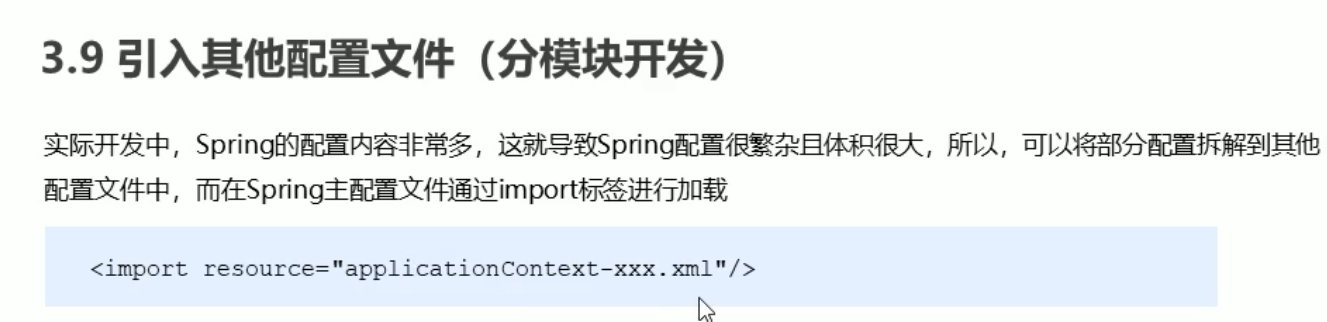 3.9 引入其他配置文件（分模块开发）
实际开发中，Spring的配置内容非常多，这就导致Spring配置很繁杂且体积很大，所以，可以将部分配置拆解到其他
配置文件中，而在Spring主配置文件通过import标签进行加载
<import resource="applicationContext-xxx.xml"/>